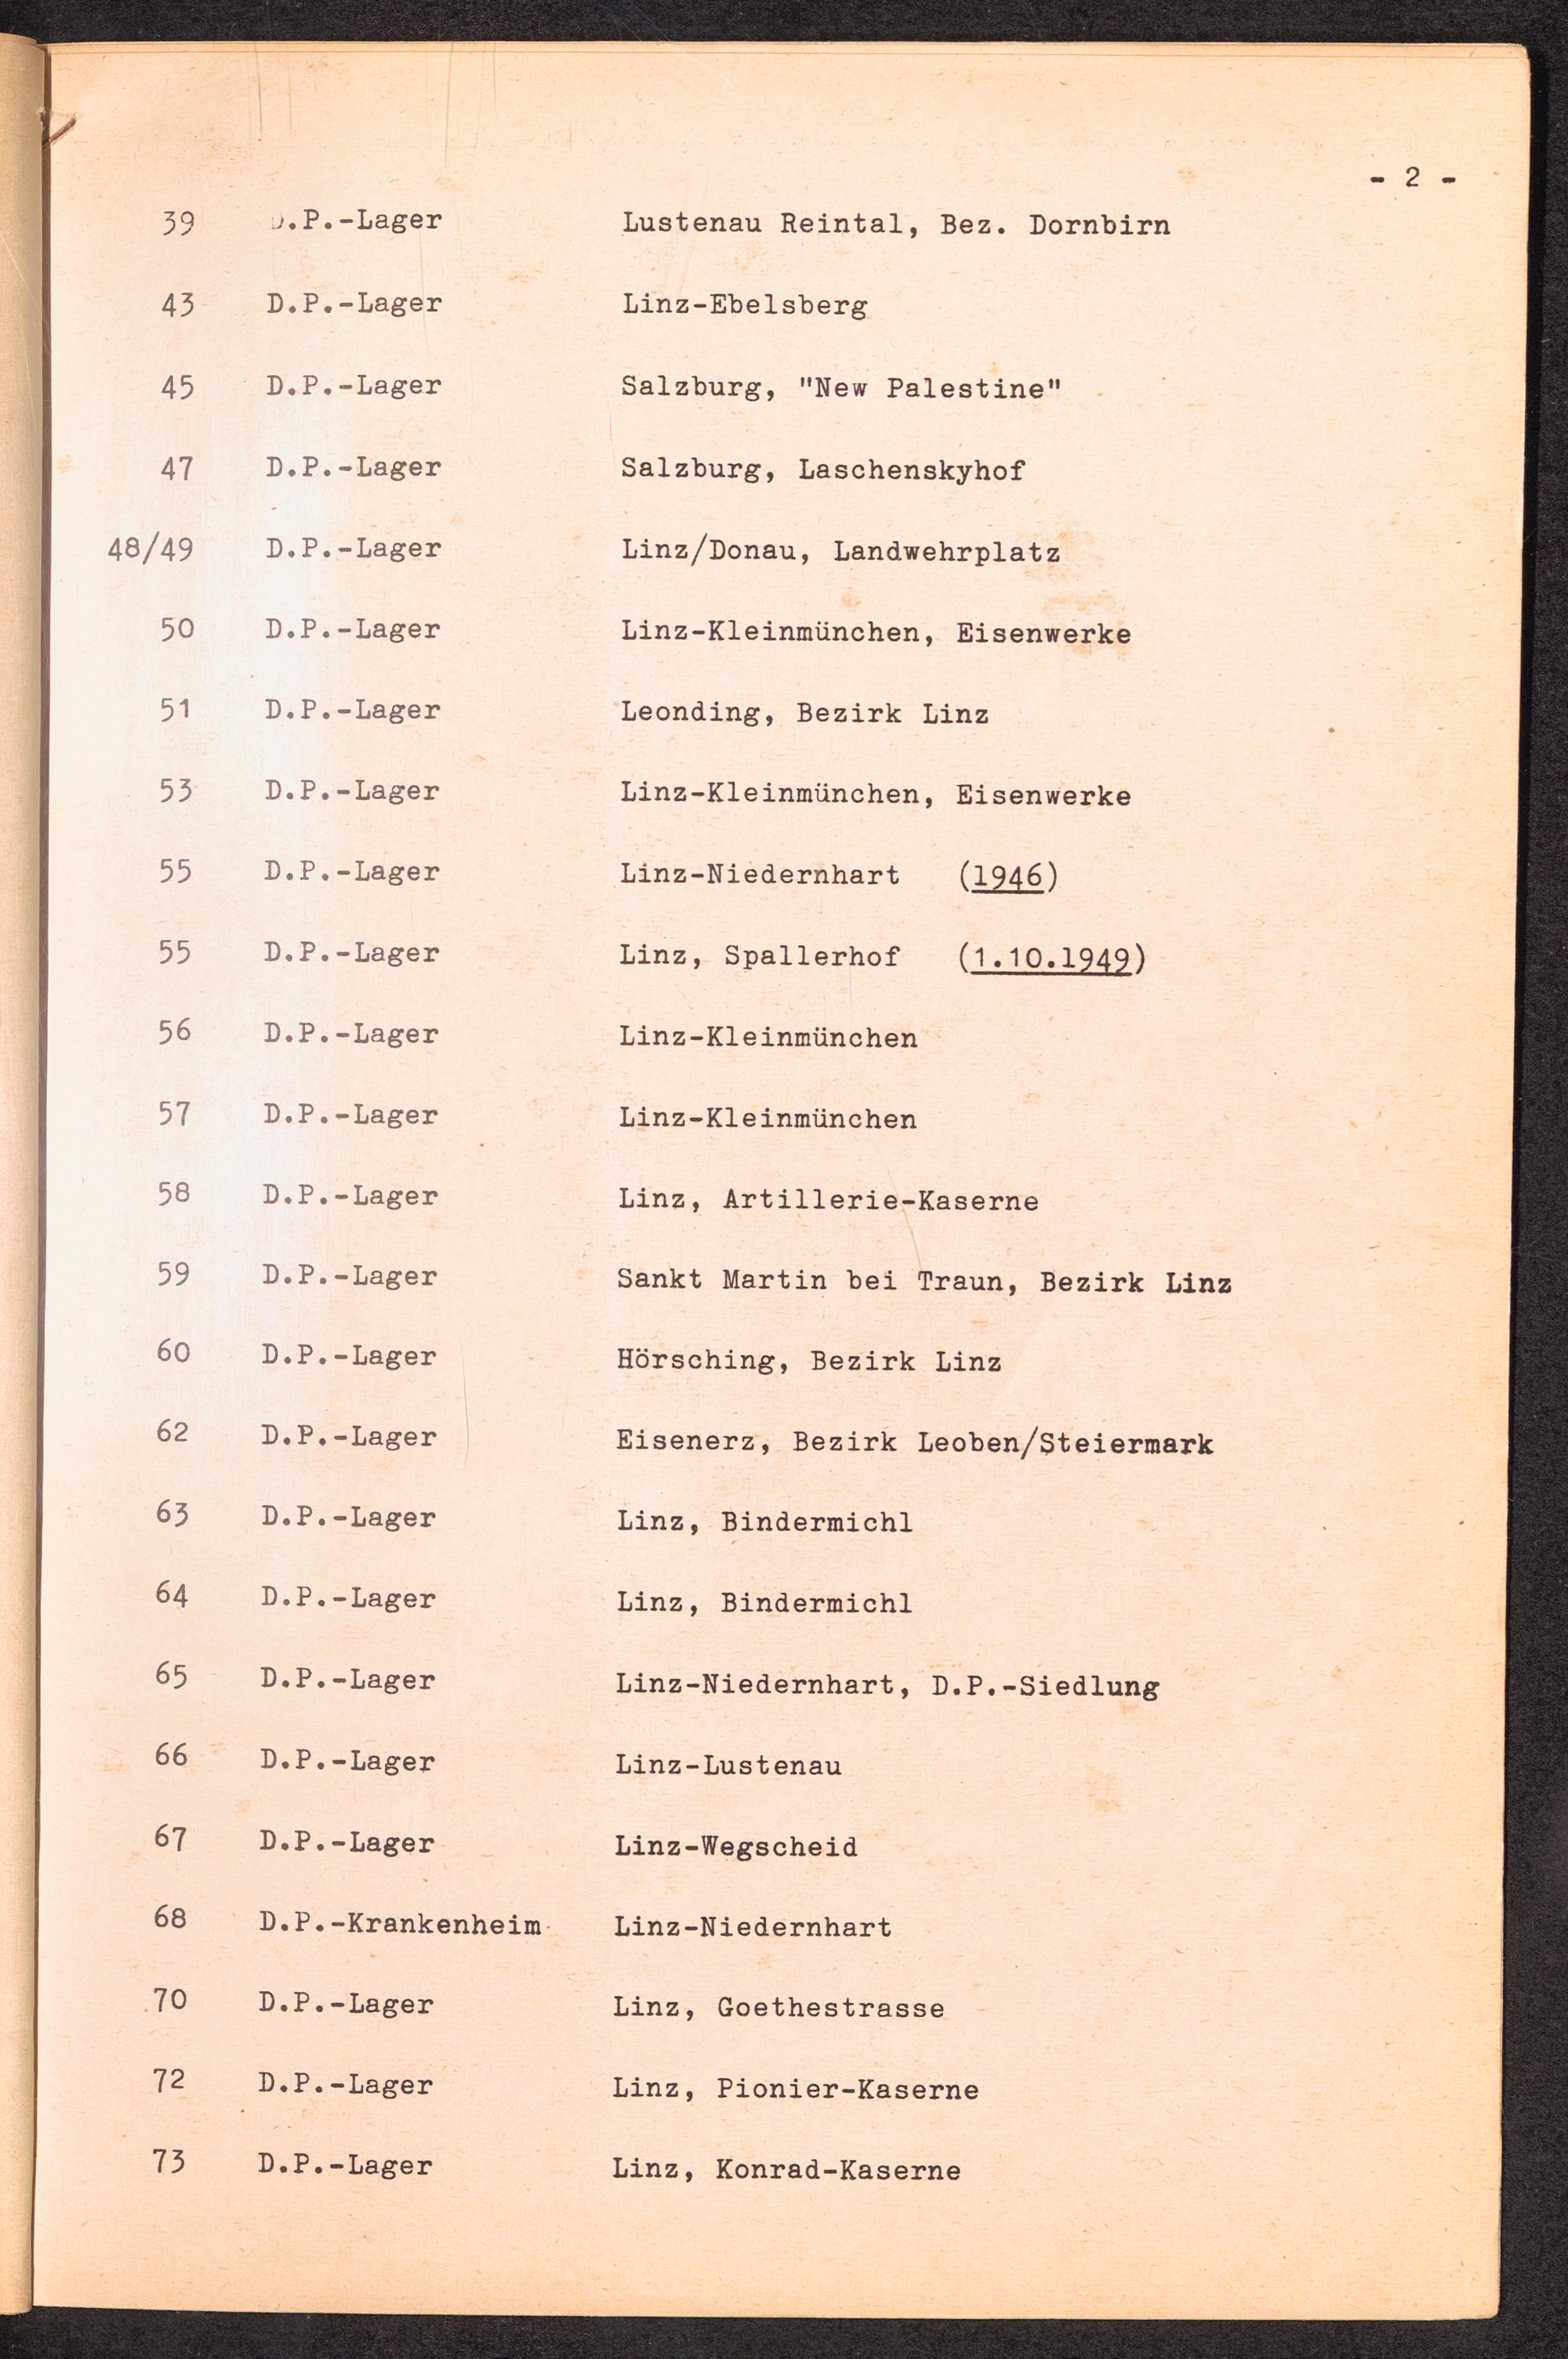 - 2 -
39 D.P.-Lager Lustenau Reintal, Bez. Dornbirn
43 D.P.-Lager Linz-Ebelsberg
45 D.P.-Lager Salzburg, "New Palestine"
47 D.P.-Lager Salzburg, Laschenskyhof
48/49 D.P.-Lager Linz/Donau, Landwehrplatz
50 D.P.-Lager Linz-Kleinmünchen, Eisenwerke
51 D.P.-Lager Leonding, Bezirk Linz
53 D.P.-Lager Linz-Kleinmünchen, Eisenwerke
55 D.P.-Lager Linz-Niedernhart (1946)
55 D.P.-Lager Linz, Spallerhof (1.10.1949)
56 D.P.-Lager Linz-Kleinmünchen
57 D.P.-Lager Linz-Kleinmünchen
58 D.P.-Lager Linz, Artillerie-Kaserne
59 D.P.-Lager Sankt Martin bei Traun, Bezirk Linz
60 D.P.-Lager Hörsching, Bezirk Linz
62 D.P.-Lager Eisenerz, Bezirk Leoben/Steiermark
63 D.P.-Lager Linz, Bindermichl
64 D.P.-Lager Linz, Bindermichl
65 D.P.-Lager Linz-Niedernhart, D.P.-Siedlung
66 D.P.-Lager Linz-Lustenau
67 D.P.-Lager Linz-Wegscheid
68 D.P.-Krankenheim Linz-Niedernhart
70 D.P.-Lager Linz, Goethestrasse
72 D.P.-Lager Linz, Pionier-Kaserne
73 D.P.-Lager Linz, Konrad-Kaserne